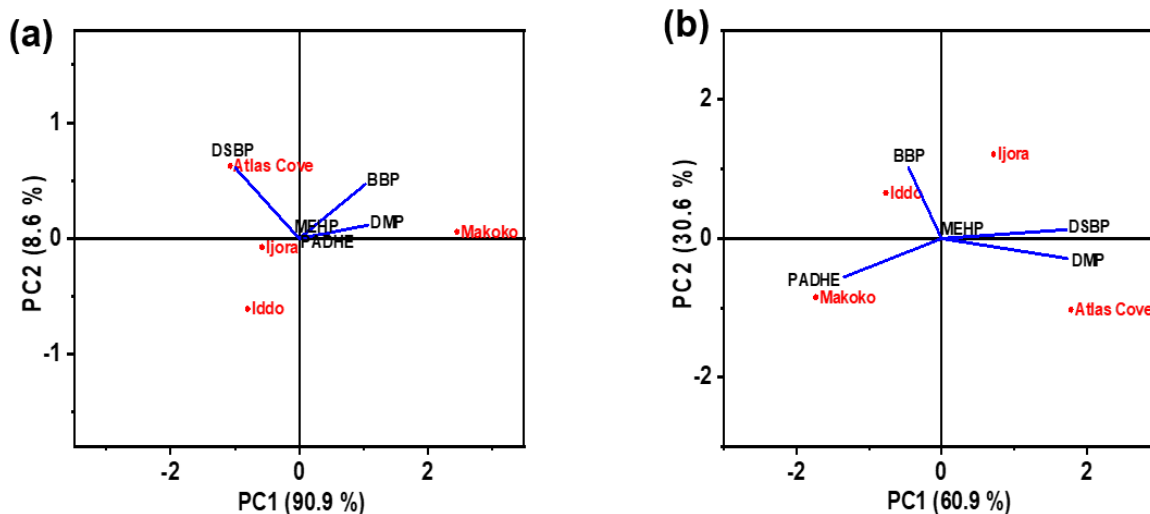 (a)
PC2 (8.6 %)
1
0
-1
DSBP
Atlas Cove
BBP
MEHP
DMP
PADHE
Makoko
Ijora
Iddo
-2
0
2
PC1 (90.9 %)
(b)
PC2 (30.6 %)
2
0
-2
BBP
Ijora
Iddo
MEHP
DSBP
DMP
PADHE
Makoko
Atlas Cove
-2
0
2
PC1 (60.9 %)